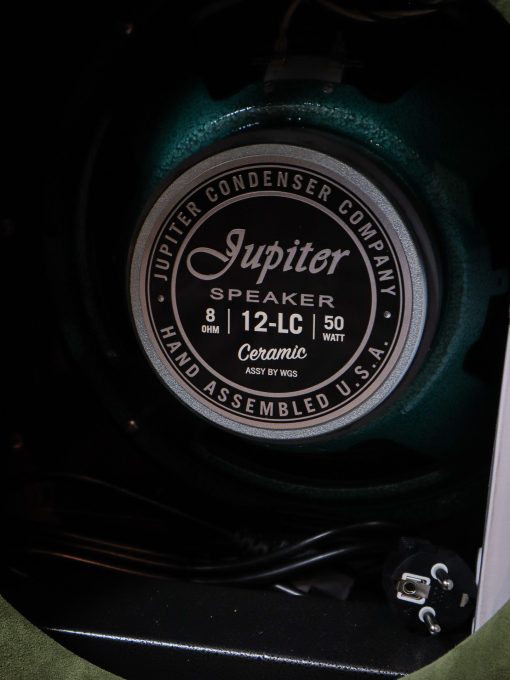 JUPITER CONDENSER COMPANY
Jupiter
SPEAKER
8 OHM | 12-LC | 50 WATT
Ceramic
ASSY BY WGS
HAND ASSEMBLED U.S.A.